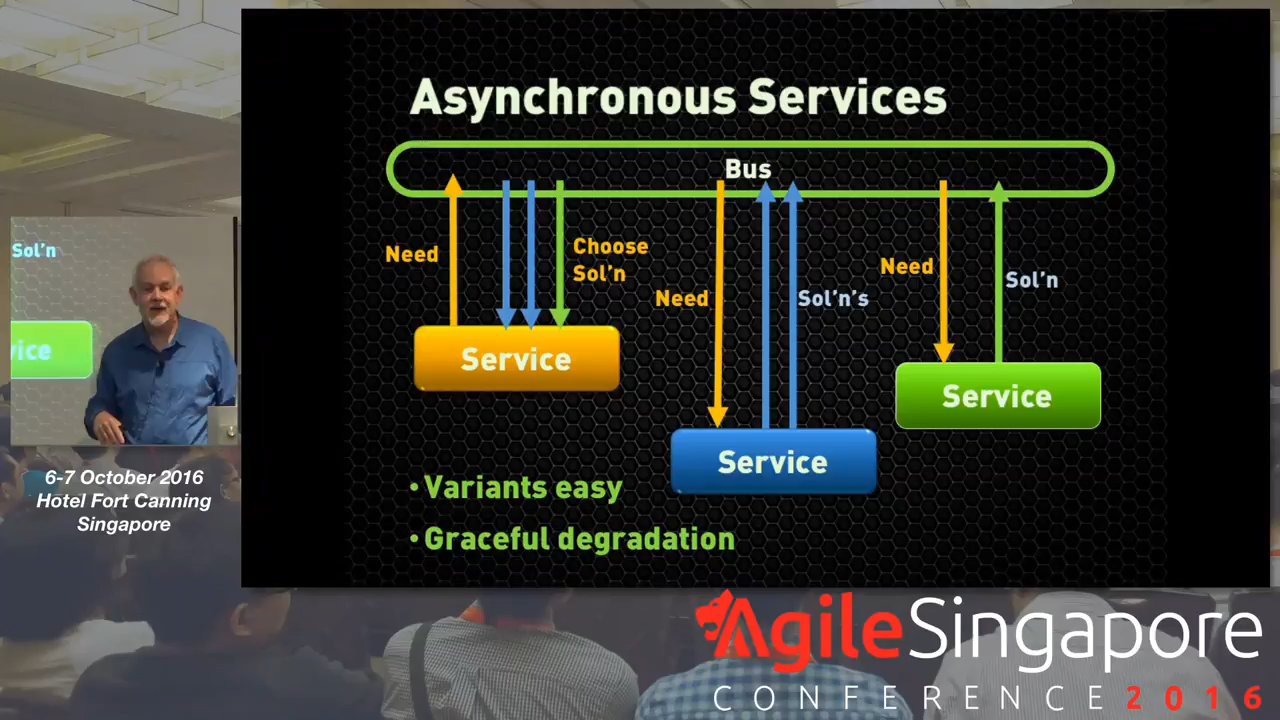 Asynchronous Services
Bus
Need
Choose
Sol'n
Need
Sol'n's
Need
Sol'n
Service
Service
Service
• Variants easy
• Graceful degradation
Sol'n
vice
6-7 October 2016
Hotel Fort Canning
Singapore
AgileSingapore
CONFERENCE 2016